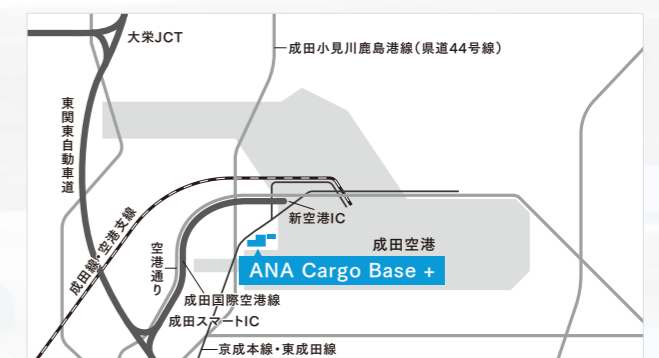 大栄JCT
成田小見川鹿島港線(県道44号線)
東関東自動車道
成田線・空港支線
新空港IC
成田空港
空港通り
ANA Cargo Base +
成田国際空港線
成田スマートIC
京成本線・東成田線